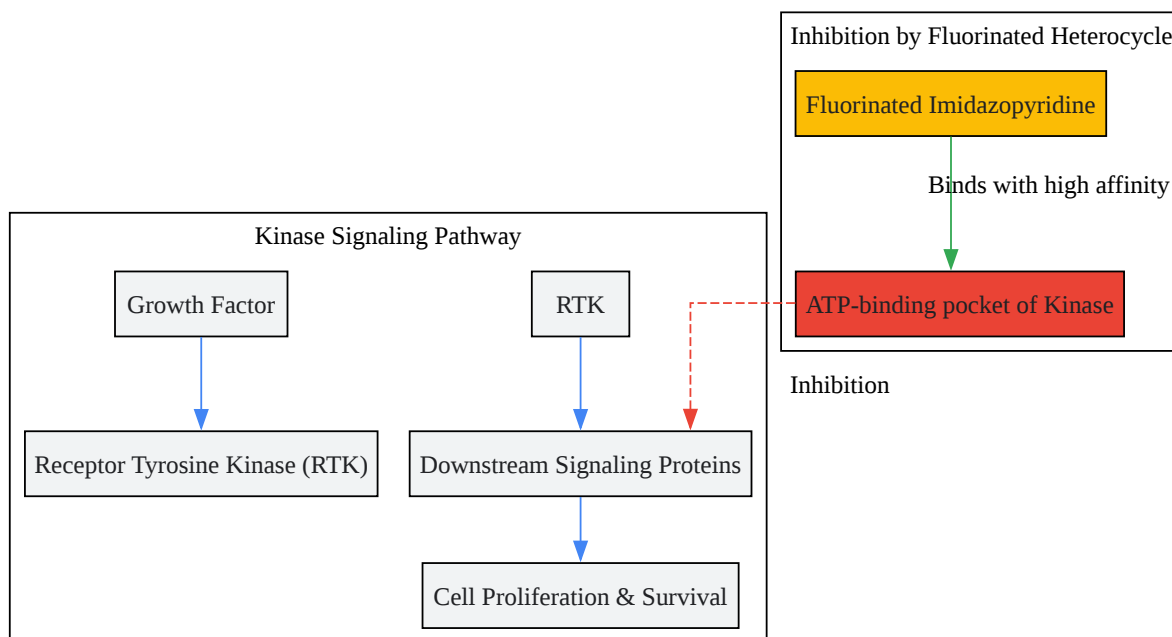 Inhibition by Fluorinated Heterocycle
Fluorinated Imidazopyridine
Binds with high affinity
Kinase Signaling Pathway
Growth Factor
RTK
ATP-binding pocket of Kinase
Inhibition
Receptor Tyrosine Kinase (RTK)
Downstream Signaling Proteins
Cell Proliferation & Survival